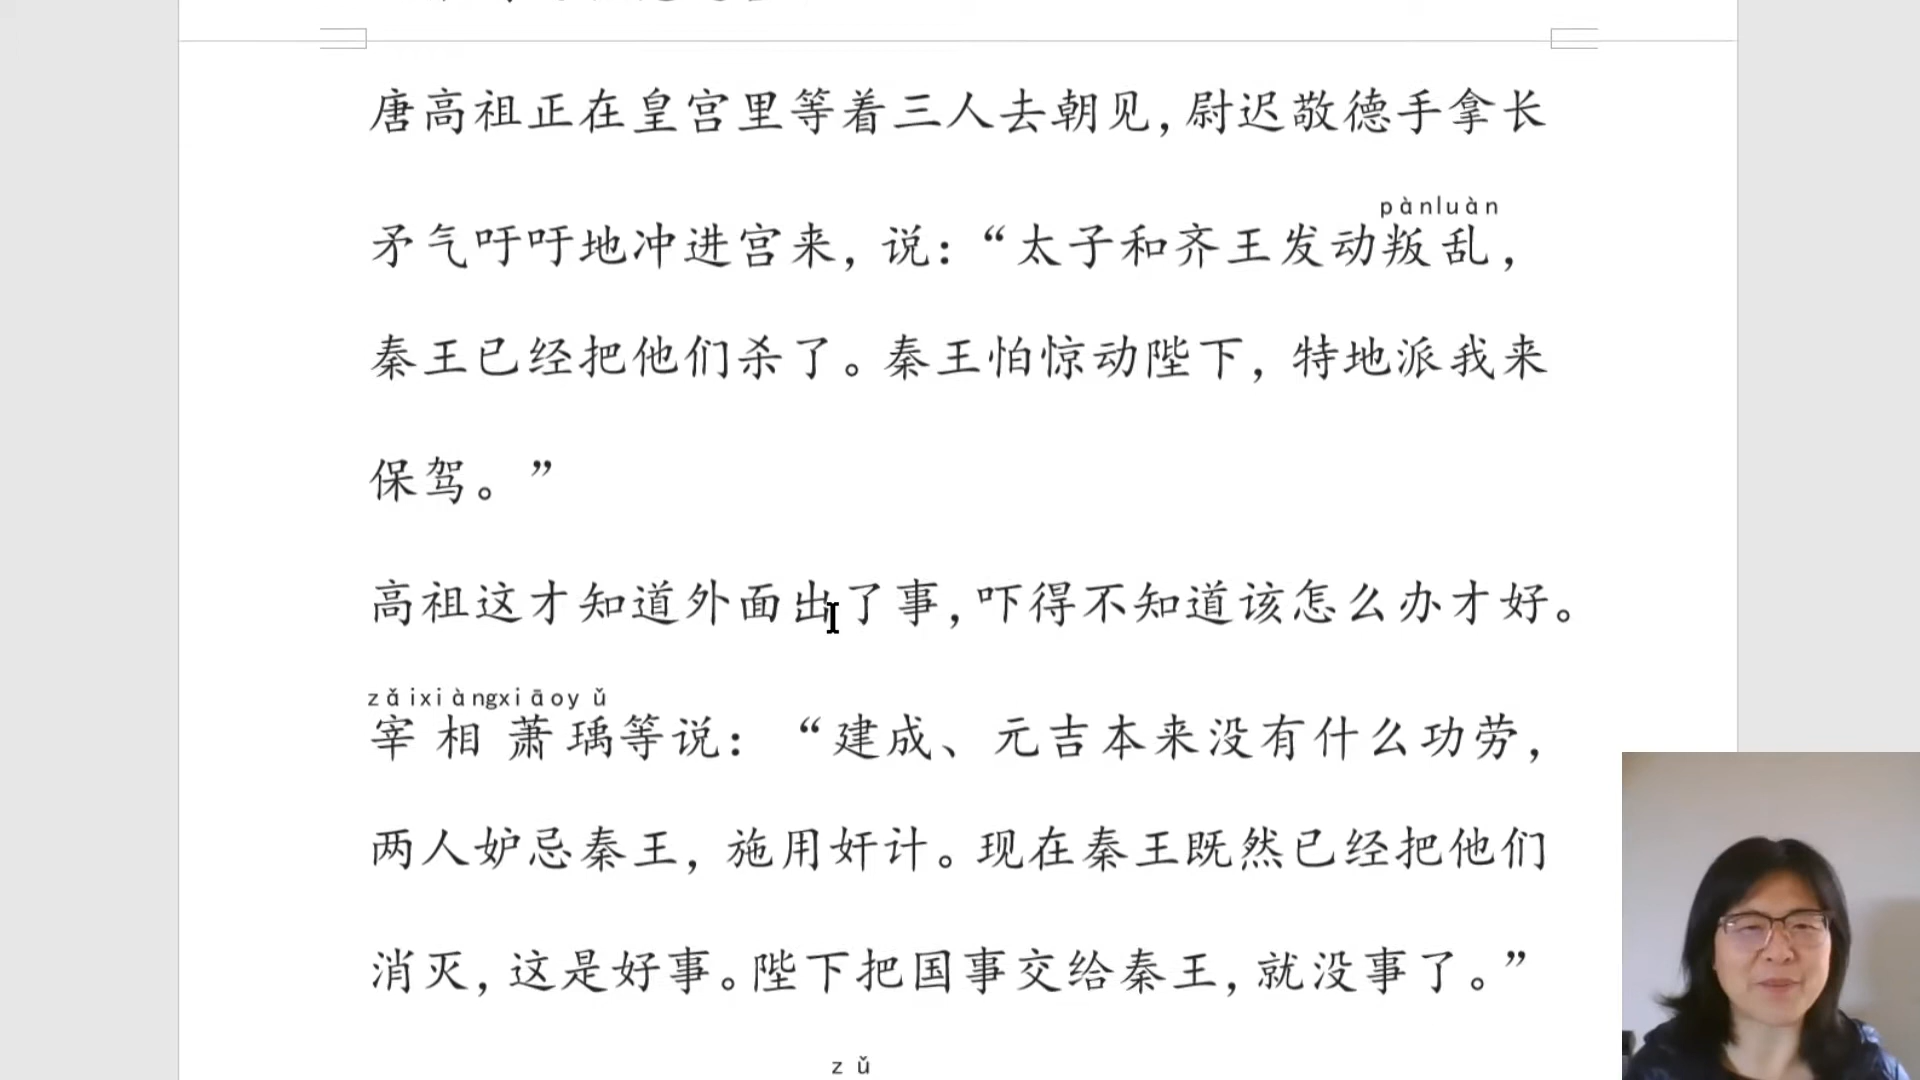 唐高祖正在皇宫里等着三人去朝见,尉迟敬德手拿长
pànluàn
矛气吁吁地冲进宫来,说:“太子和齐王发动叛乱,
秦王已经把他们杀了。秦王怕惊动陛下,特地派我来
保驾。”
高祖这才知道外面出了事,吓得不知道该怎么办才好。
zǎixiàngxiāoyǔ
宰相萧瑀等说:“建成、元吉本来没有什么功劳,
两人妒忌秦王,施用奸计。现在秦王既然已经把他们
消灭,这是好事。陛下把国事交给秦王,就没事了。”
zǔ